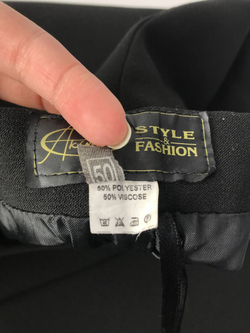 STYLE
&
FASHION
50
50% POLYESTER
50% VISCOSE